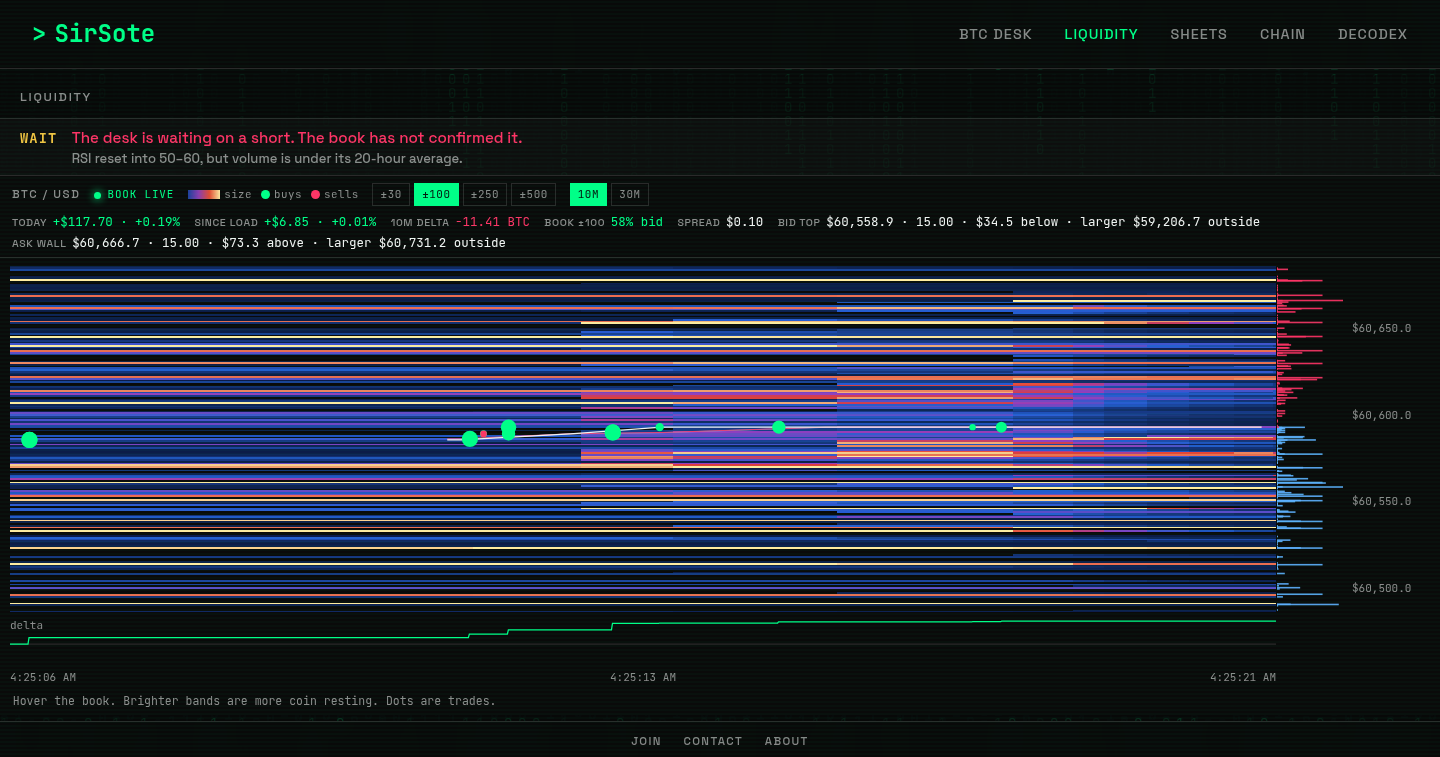 > SirSote
BTC DESK LIQUIDITY SHEETS CHAIN DECODEX
LIQUIDITY
WAIT The desk is waiting on a short. The book has not confirmed it.
RSI reset into 50–60, but volume is under its 20-hour average.
BTC / USD BOOK LIVE size buys sells ±30 ±100 ±250 ±500 10M 30M
TODAY +$117.70 · +0.19% SINCE LOAD +$6.85 · +0.01% 10M DELTA -11.41 BTC BOOK ±100 58% bid SPREAD $0.10 BID TOP $60,558.9 · 15.00 · $34.5 below · larger $59,206.7 outside
ASK WALL $60,666.7 · 15.00 · $73.3 above · larger $60,731.2 outside
$60,650.0
$60,600.0
$60,550.0
$60,500.0
delta
4:25:06 AM 4:25:13 AM 4:25:21 AM
Hover the book. Brighter bands are more coin resting. Dots are trades.
JOIN CONTACT ABOUT